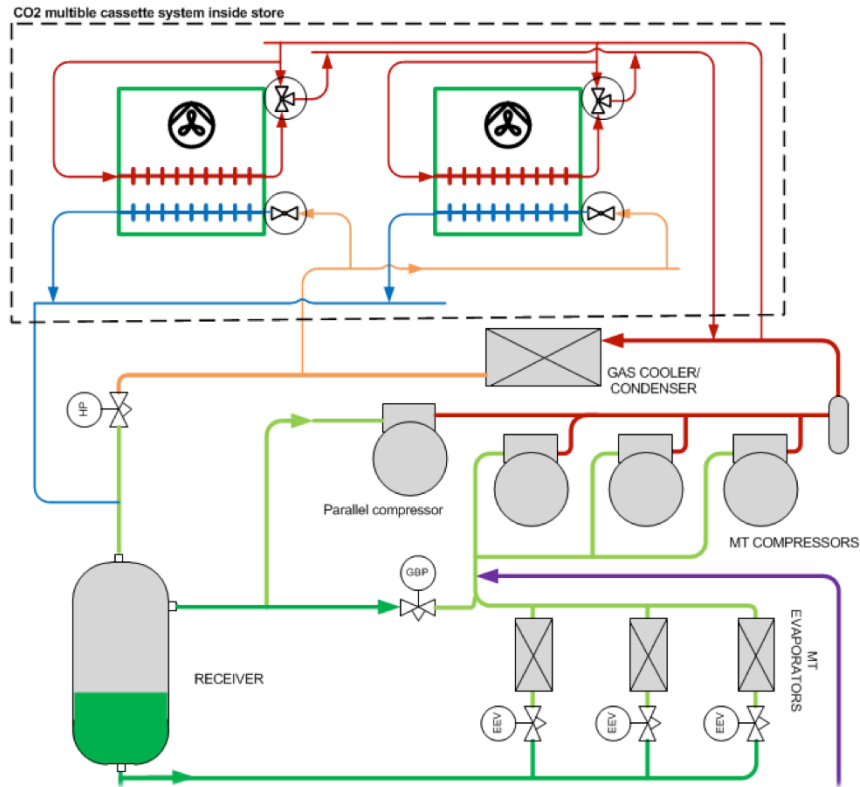 CO2 multible cassette system inside store
GAS COOLER/
CONDENSER
HP
Parallel compressor
MT COMPRESSORS
GBP
RECEIVER
MT
EVAPORATORS
EEV
EEV
EEV